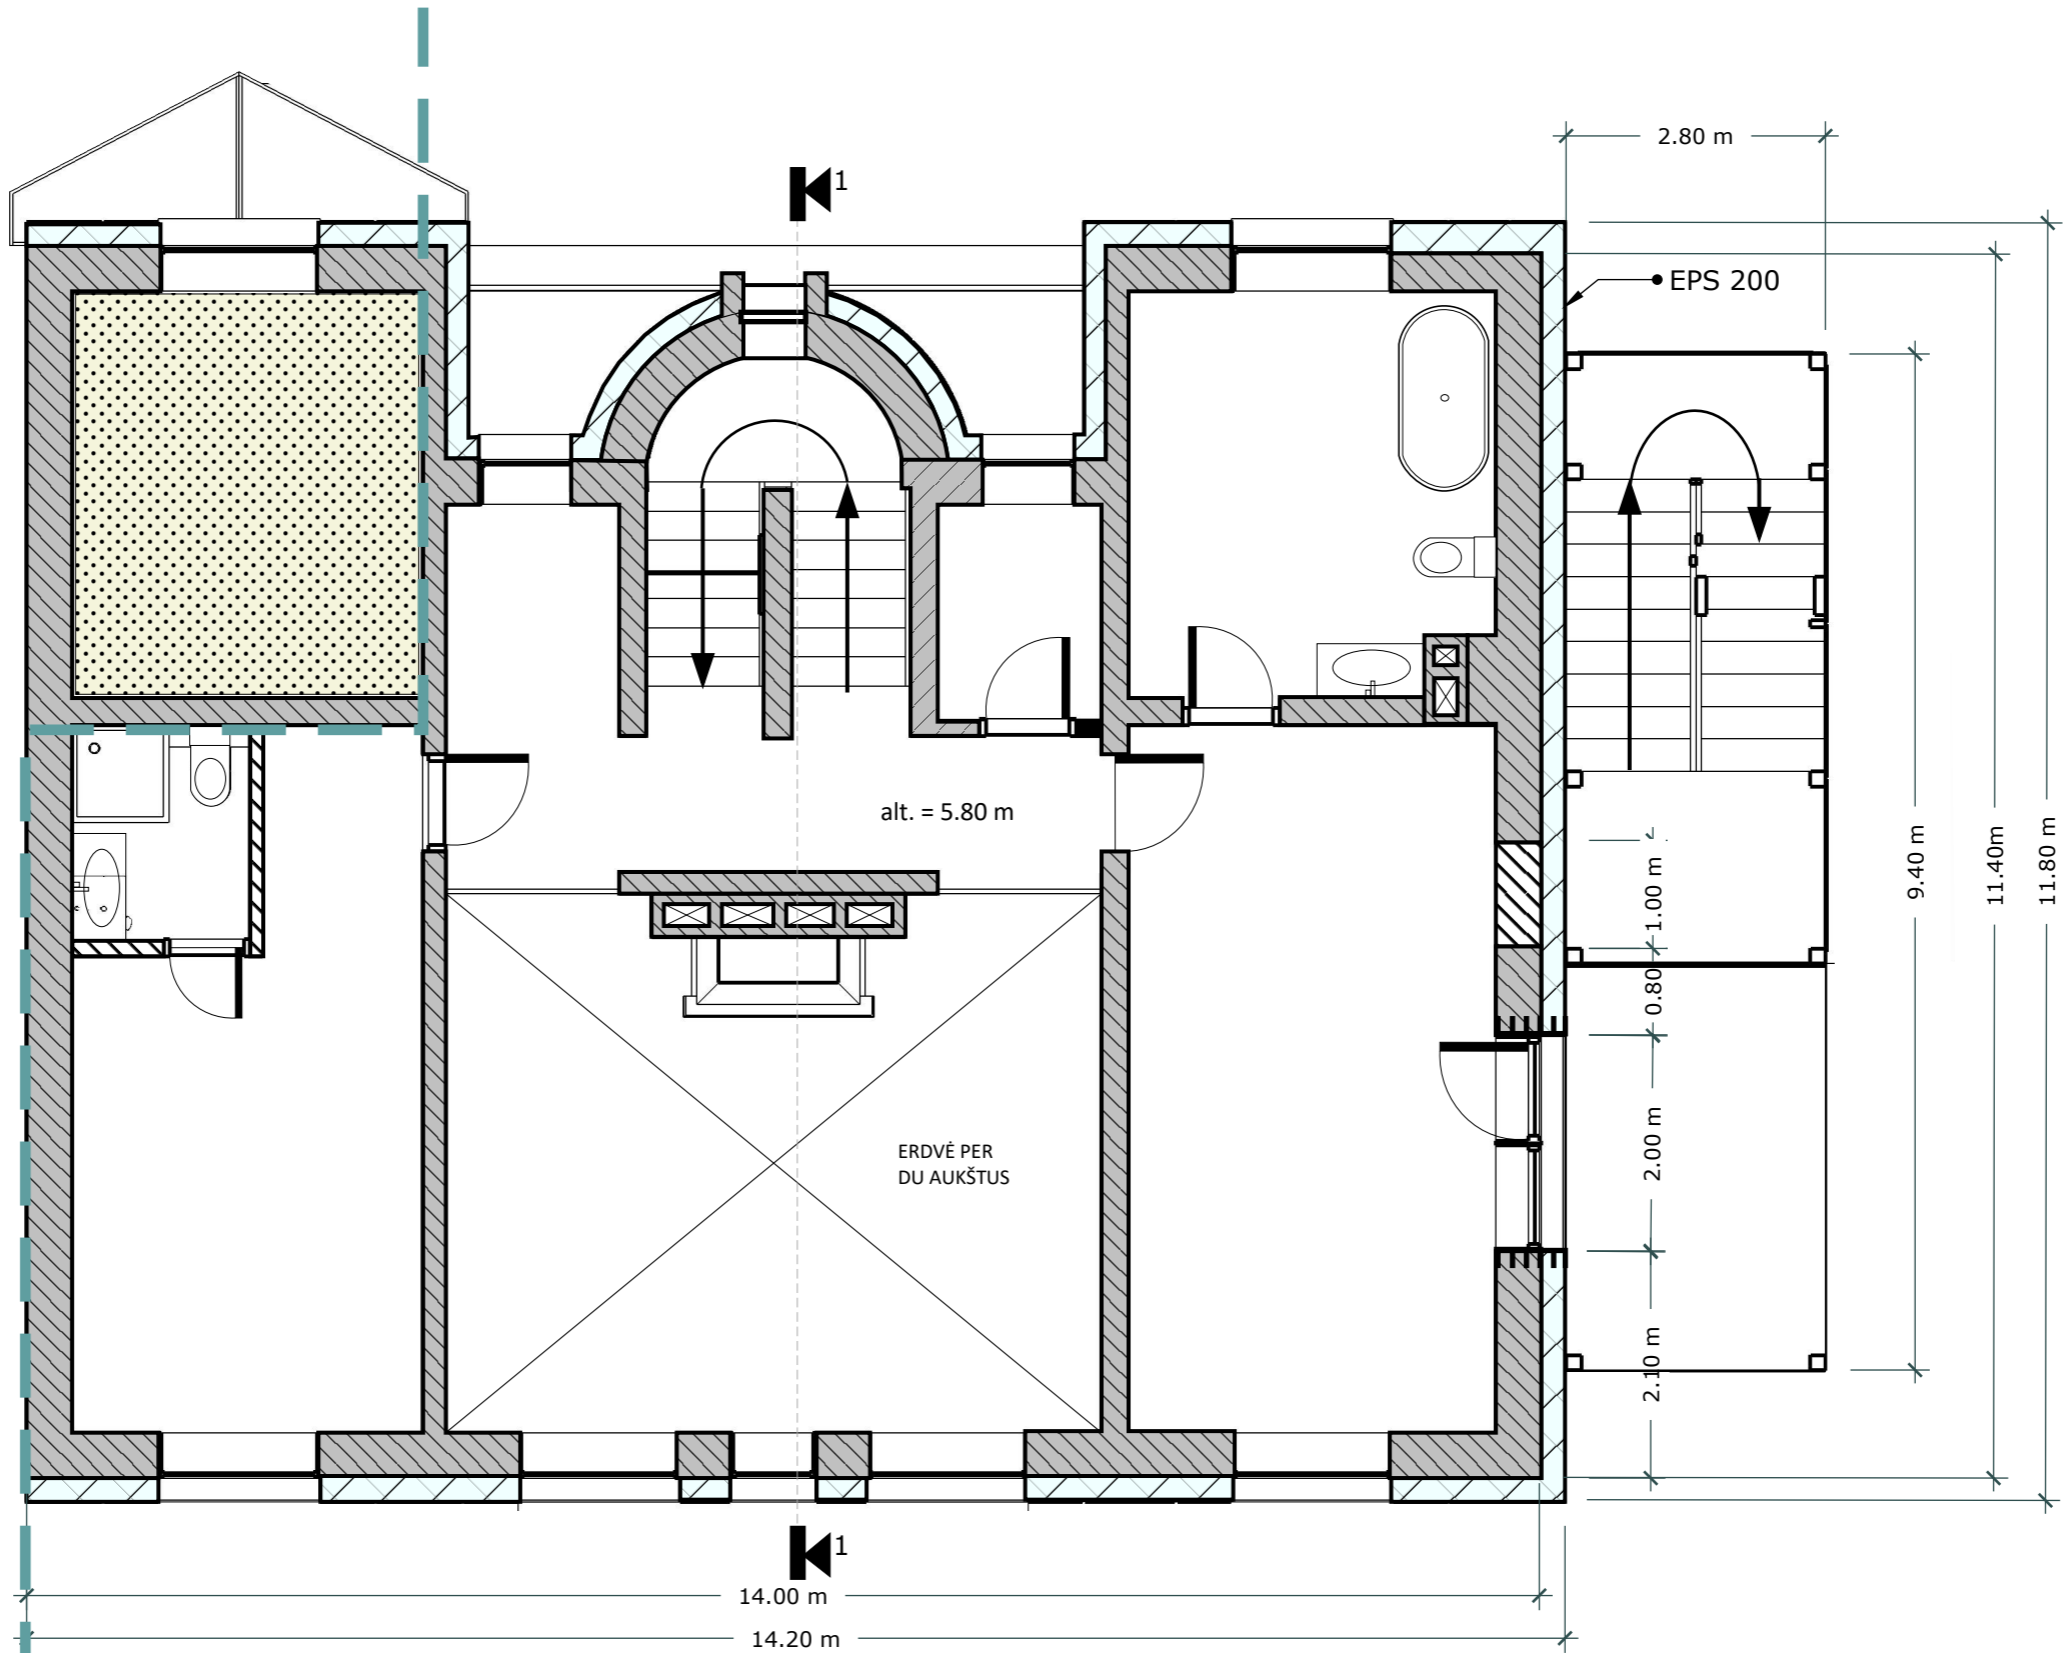 2.80 m
1
EPS 200
alt. = 5.80 m
1.00 m
9.40 m
11.40m
11.80 m
0.80
ERDVĖ PER
DU AUKŠTUS
2.00 m
2.10 m
1
14.00 m
14.20 m